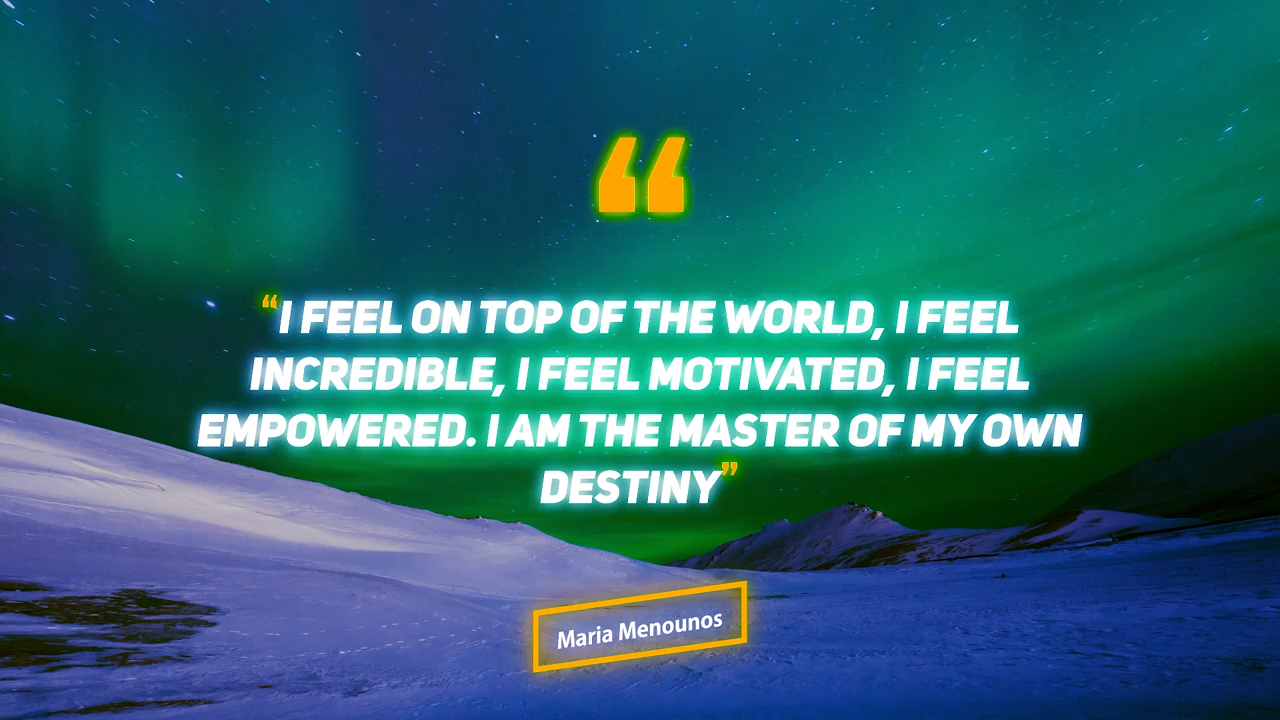 “
“I FEEL ON TOP OF THE WORLD, I FEEL
INCREDIBLE, I FEEL MOTIVATED, I FEEL
EMPOWERED. I AM THE MASTER OF MY OWN
DESTINY”
Maria Menounos